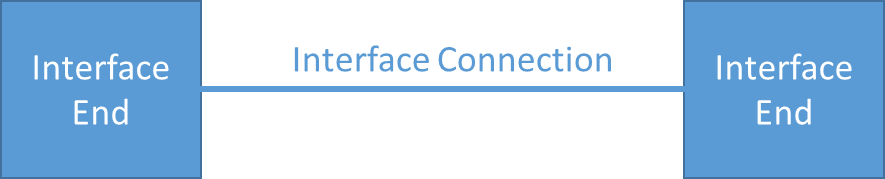 Interface
End
Interface Connection
Interface
End